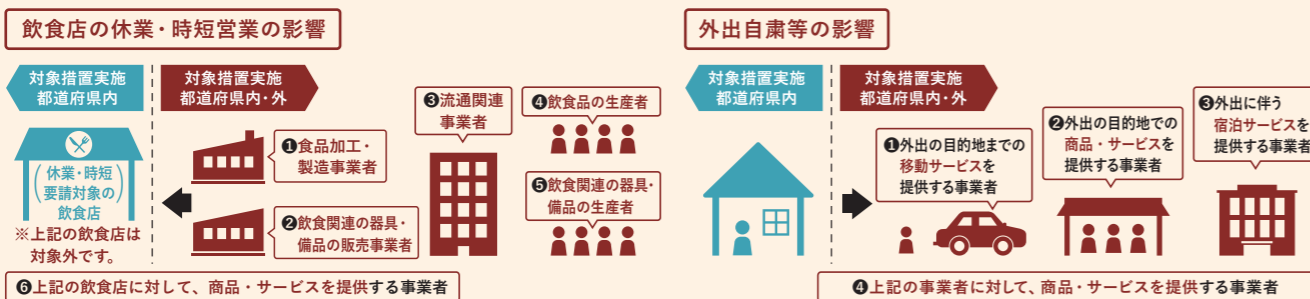 飲食店の休業・時短営業の影響
対象措置実施
都道府県内
対象措置実施
都道府県内・外
休業・時短
要請対象の
飲食店
※上記の飲食店は
対象外です。
❶食品加工・
製造事業者
❷飲食関連の器具・
備品の販売事業者
❸流通関連
事業者
❹飲食品の生産者
❺飲食関連の器具・
備品の生産者
❻上記の飲食店に対して、商品・サービスを提供する事業者
外出自粛等の影響
対象措置実施
都道府県内
対象措置実施
都道府県内・外
❶外出の目的地までの
移動サービスを
提供する事業者
❷外出の目的地での
商品・サービスを
提供する事業者
❸外出に伴う
宿泊サービスを
提供する事業者
❹上記の事業者に対して、商品・サービスを提供する事業者